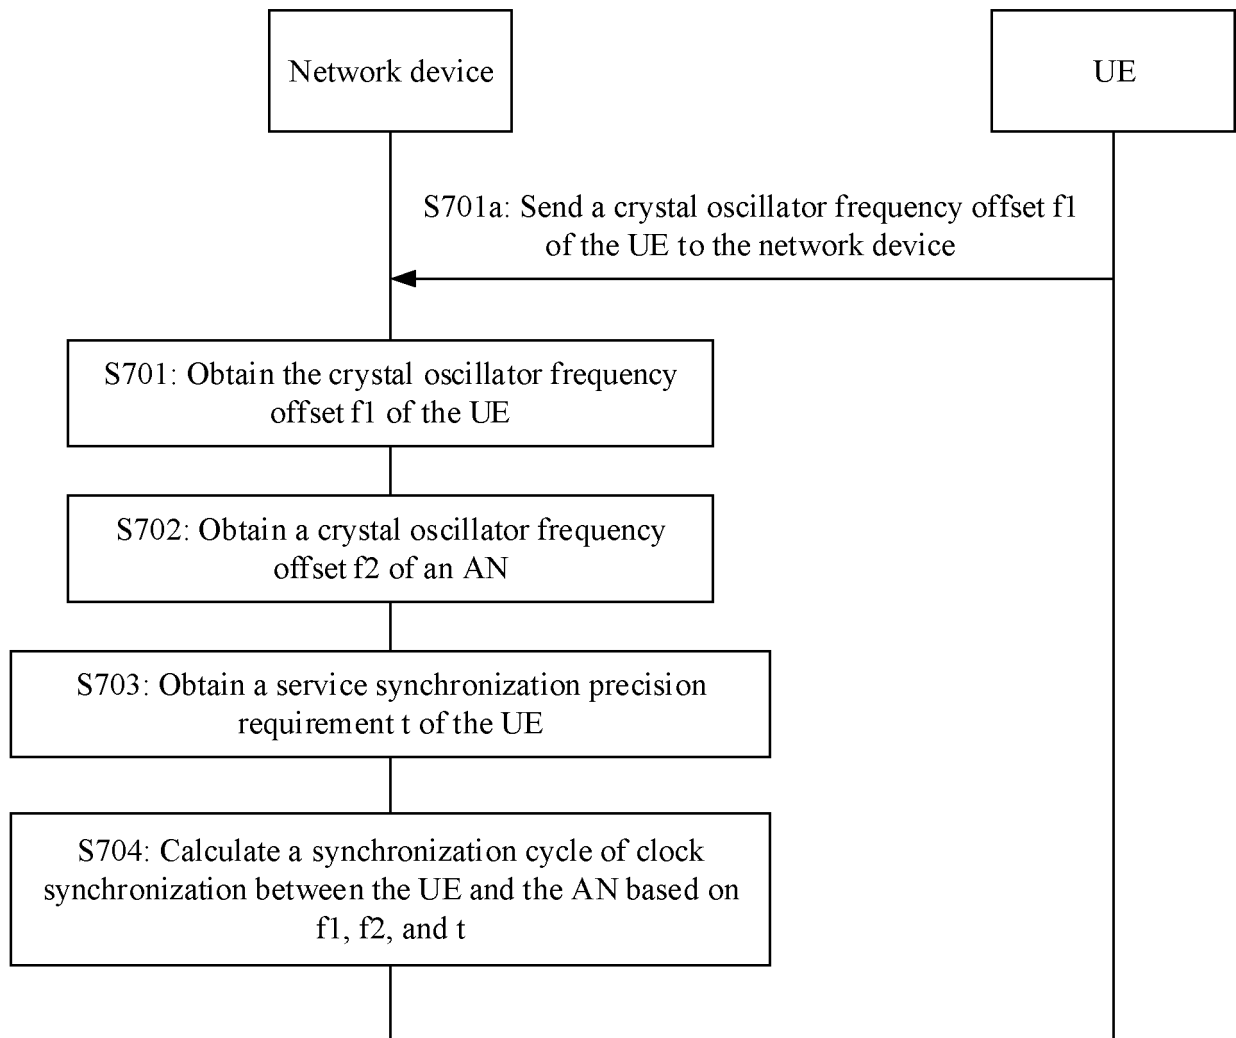 Network device
UE
S701a: Send a crystal oscillator frequency offset f1
of the UE to the network device
S701: Obtain the crystal oscillator frequency
offset f1 of the UE
S702: Obtain a crystal oscillator frequency
offset f2 of an AN
S703: Obtain a service synchronization precision
requirement t of the UE
S704: Calculate a synchronization cycle of clock
synchronization between the UE and the AN based on
f1, f2, and t